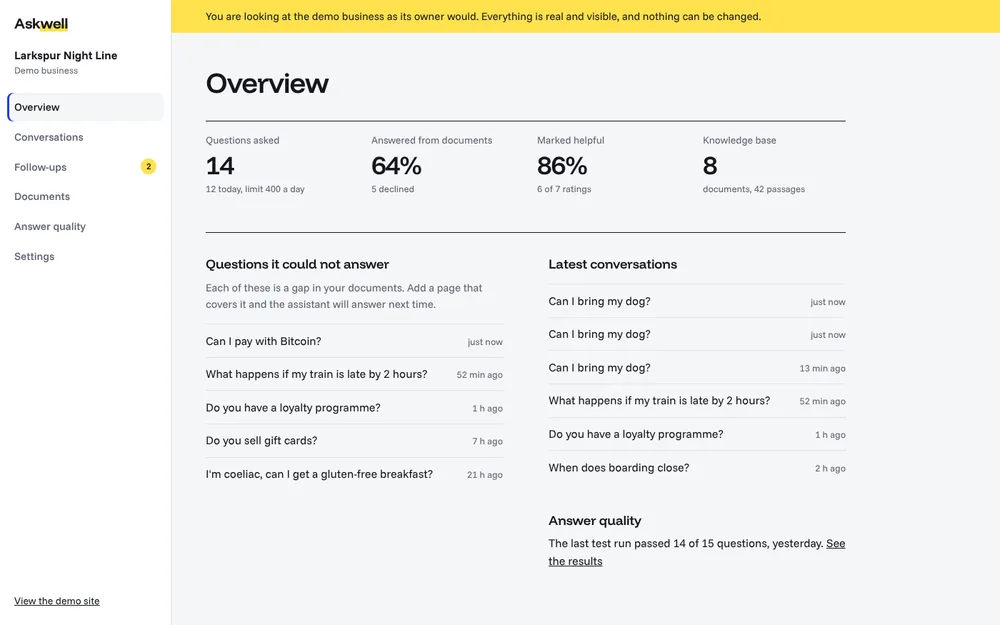 Askwell
Larkspur Night Line
Demo business
Overview
Conversations
Follow-ups
2
Documents
Answer quality
Settings
View the demo site
You are looking at the demo business as its owner would. Everything is real and visible, and nothing can be changed.
Overview
Questions asked
14
12 today, limit 400 a day
Answered from documents
64%
5 declined
Marked helpful
86%
6 of 7 ratings
Knowledge base
8
documents, 42 passages
Questions it could not answer
Each of these is a gap in your documents. Add a page that
covers it and the assistant will answer next time.
Can I pay with Bitcoin?
just now
What happens if my train is late by 2 hours?
52 min ago
Do you have a loyalty programme?
1 h ago
Do you sell gift cards?
7 h ago
I'm coeliac, can I get a gluten-free breakfast?
21 h ago
Latest conversations
Can I bring my dog?
just now
Can I bring my dog?
just now
Can I bring my dog?
13 min ago
What happens if my train is late by 2 hours?
52 min ago
Do you have a loyalty programme?
1 h ago
When does boarding close?
2 h ago
Answer quality
The last test run passed 14 of 15 questions, yesterday. See
the results